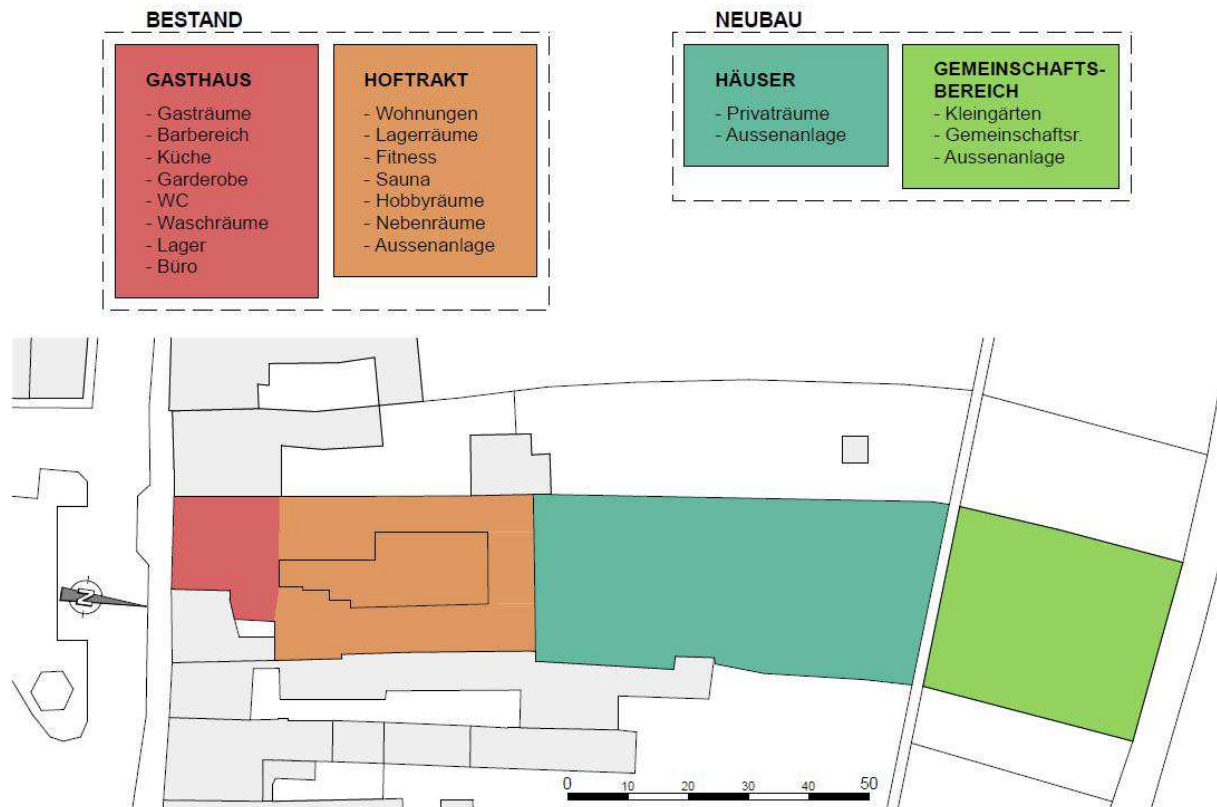 BESTAND
GASTHAUS
- Gasträume
- Barbereich
- Küche
- Garderobe
- WC
- Waschräume
- Lager
- Büro
HOFTRAKT
- Wohnungen
- Lagerräume
- Fitness
- Sauna
- Hobbyräume
- Nebenräume
- Aussenanlage
NEUBAU
HÄUSER
- Privaträume
- Aussenanlage
GEMEINSCHAFTS-
BEREICH
- Kleingärten
- Gemeinschaftsr.
- Aussenanlage
N
0 10 20 30 40 50